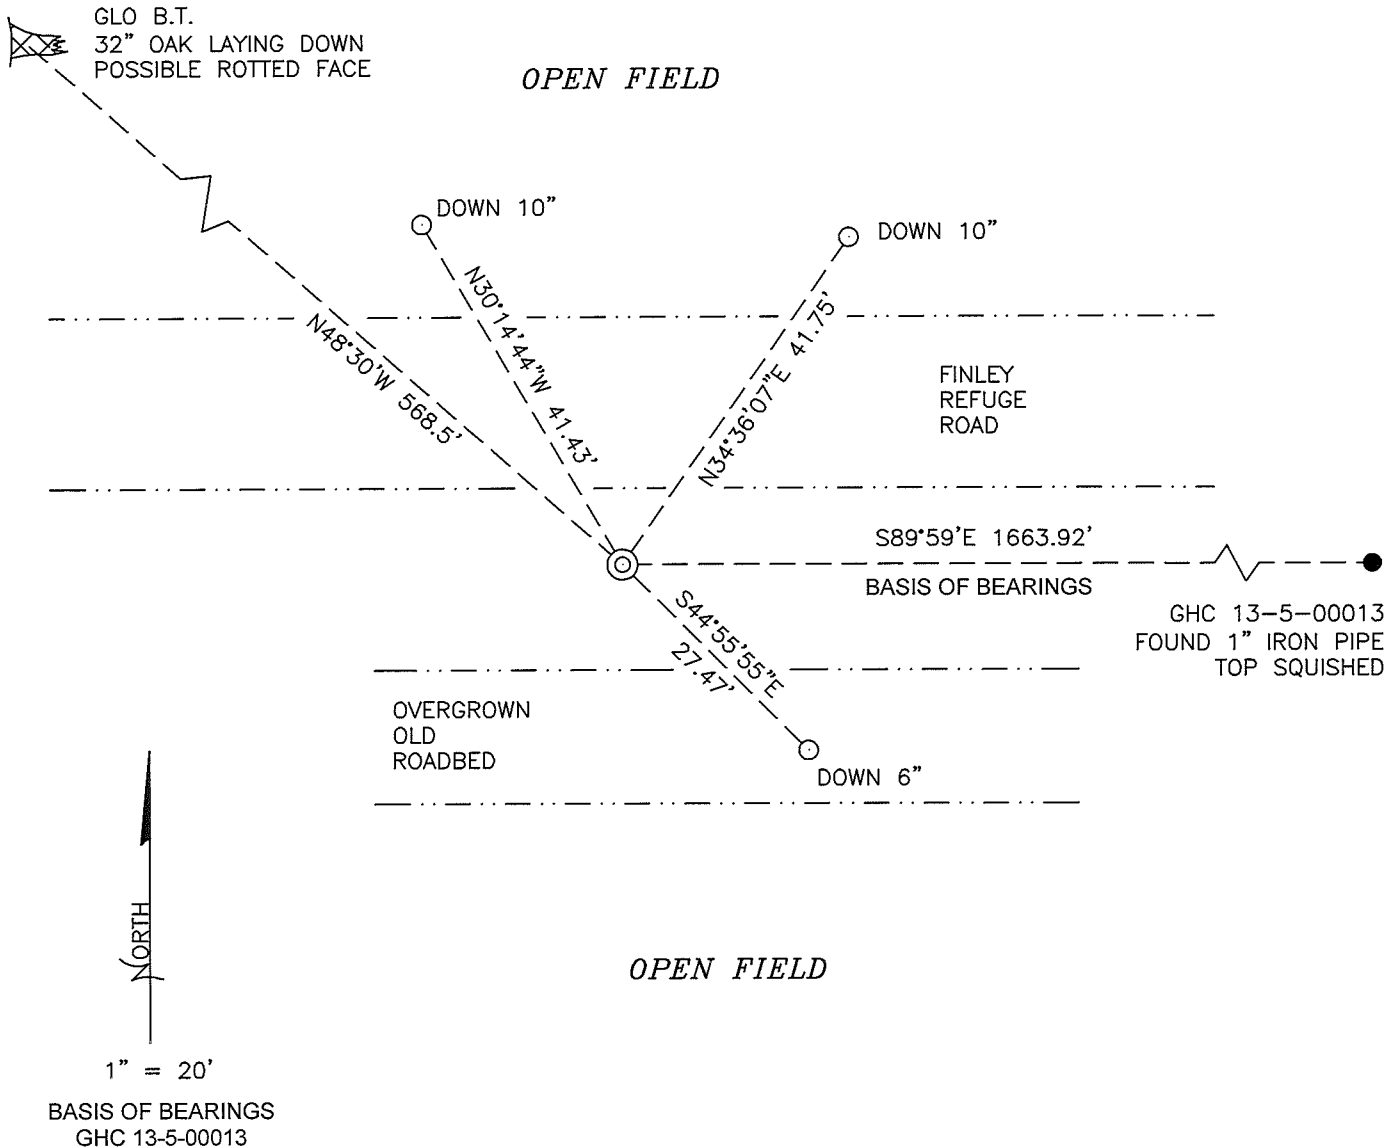 GLO B.T.
32” OAK LAYING DOWN
POSSIBLE ROTTED FACE
OPEN FIELD
DOWN 10”
DOWN 10”
N48°30’W 568.5’
N30°14’44”W 41.43’
N34°36’07”E 41.75’
FINLEY
REFUGE
ROAD
S89°59’E 1663.92’
BASIS OF BEARINGS
GHC 13-5-00013
FOUND 1” IRON PIPE
TOP SQUISHED
S44°55’55”E
27.47’
OVERGROWN
OLD
ROADBED
DOWN 6”
NORTH
OPEN FIELD
1” = 20’
BASIS OF BEARINGS
GHC 13-5-00013